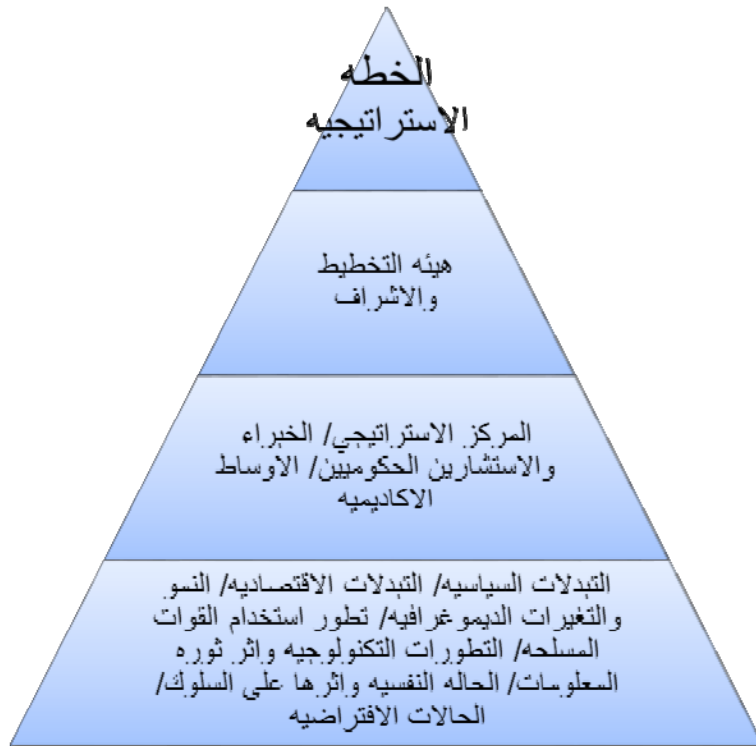 الخطه
الاستراتيجيه
هيئه التخطيط
والاشراف
المركز الاستراتيجي/ الخبراء
والاستشارين الحكوميين/ الاوساط
الاكاديميه
التبدلات السياسيه/ التبدلات الاقتصاديه/ النمو
والتغيرات الديموغرافيه/ تطور استخدام القوات
المسلحه/ التطورات التكنولوجيه واثر ثوره
المعلومات/ الحاله النفسيه واثرها على السلوك/
الحالات الافتراضيه